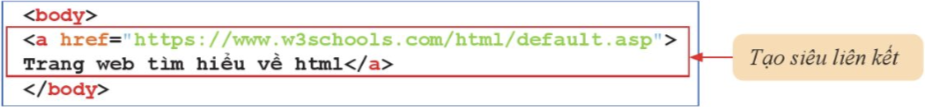 <body>
<a href="https://www.w3schools.com/html/default.asp">
Trang web tìm hiểu về html</a>
</body>
Tạo siêu liên kết